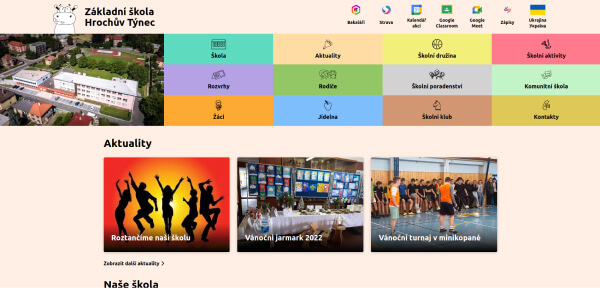 Základní škola
Hrochův Týnec
Bakaláři
Strava
Kalendář
akcí
Google
Classroom
Google
Meet
Zápisy
Ukrajina
Україна
Škola
Aktuality
Školní družina
Školní aktivity
Rozvrhy
Rodiče
Školní poradenství
Komunitní škola
Žáci
Jídelna
Školní klub
Kontakty
Aktuality
Roztančíme naši školu
Vánoční jarmark 2022
Vánoční turnaj v minikopané
Zobrazit další aktuality
Naše škola